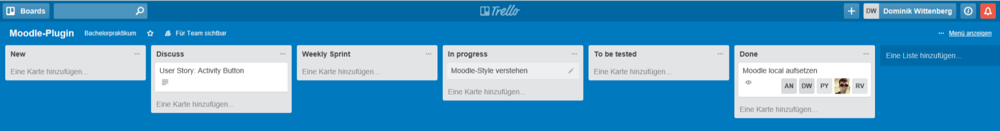 Boards
Trello
DW Dominik Wittenberg
Moodle-Plugin Bachelorpraktikum Für Team sichtbar
... Menü anzeigen
New ...
Eine Karte hinzufügen...
Discuss ...
User Story: Activity Button
Eine Karte hinzufügen...
Weekly Sprint ...
Eine Karte hinzufügen...
In progress ...
Moodle-Style verstehen
Eine Karte hinzufügen...
To be tested ...
Eine Karte hinzufügen...
Done ...
Moodle local aufsetzen
AN DW PY RV
Eine Karte hinzufügen...
Eine Liste hinzufügen...